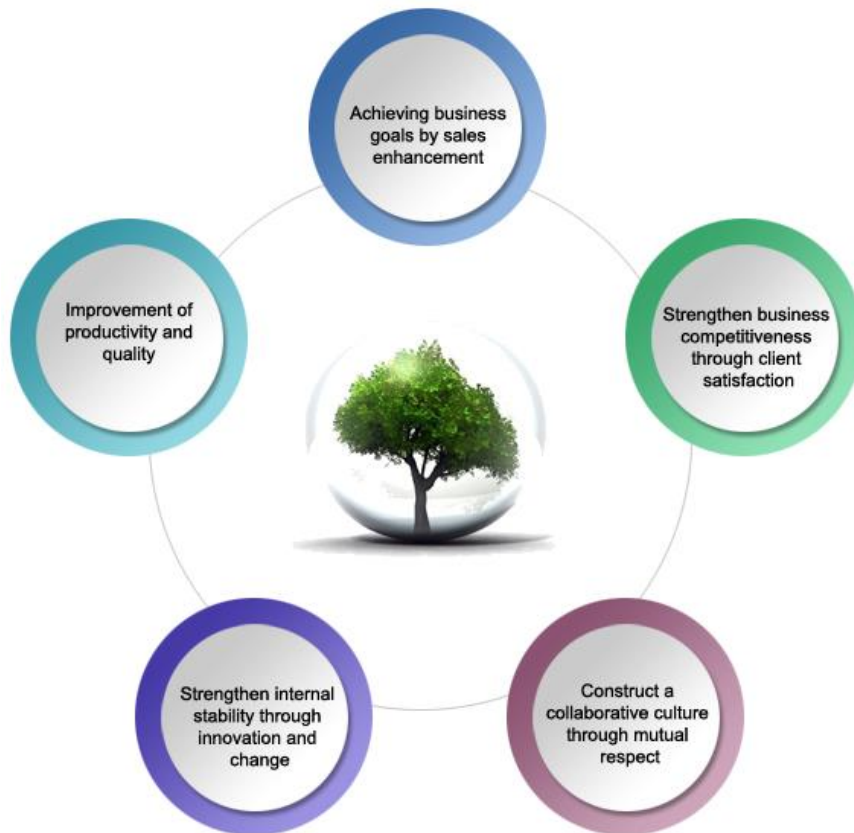 Achieving business
goals by sales
enhancement
Improvement of
productivity and
quality
Strengthen business
competitiveness
through client
satisfaction
Strengthen internal
stability through
innovation and
change
Construct a
collaborative culture
through mutual
respect